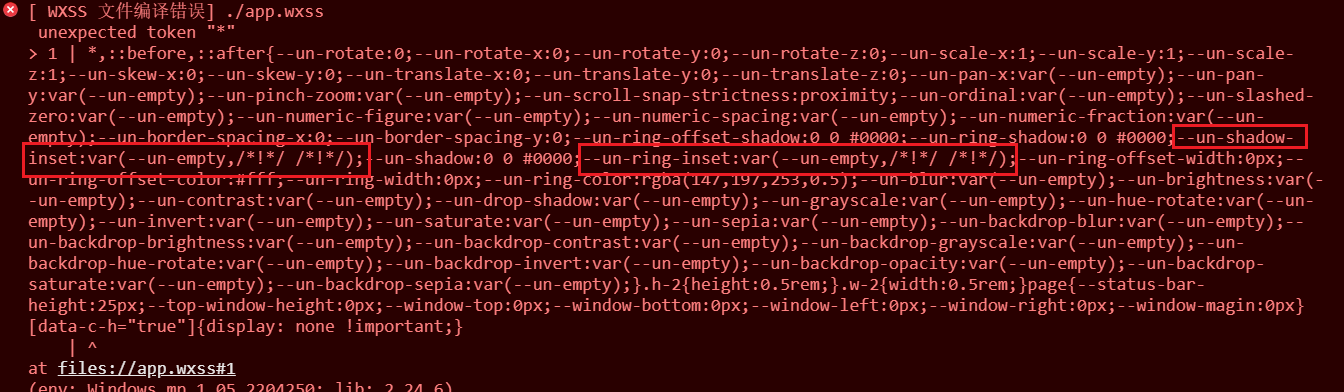 [ WXSS 文件编译错误] ./app.wxss
unexpected token "*"
> 1 | *,::before,::after{--un-rotate:0;--un-rotate-x:0;--un-rotate-y:0;--un-rotate-z:0;--un-scale-x:1;--un-scale-y:1;--un-scale-
z:1;--un-skew-x:0;--un-skew-y:0;--un-translate-x:0;--un-translate-y:0;--un-translate-z:0;--un-pan-x:var(--un-empty);--un-pan-
y:var(--un-empty);--un-pinch-zoom:var(--un-empty);--un-scroll-snap-strictness:proximity;--un-ordinal:var(--un-empty);--un-slashed-
zero:var(--un-empty);--un-numeric-figure:var(--un-empty);--un-numeric-spacing:var(--un-empty);--un-numeric-fraction:var(--un-
empty);--un-border-spacing-x:0;--un-border-spacing-y:0;--un-ring-offset-shadow:0 0 #0000;--un-ring-shadow:0 0 #0000;--un-shadow-
inset:var(--un-empty,/*!*/ /*!*/);--un-shadow:0 0 #0000;--un-ring-inset:var(--un-empty,/*!*/ /*!*/);--un-ring-offset-width:0px;--
un-ring-offset-color:#fff;--un-ring-width:0px;--un-ring-color:rgba(147,197,253,0.5);--un-blur:var(--un-empty);--un-brightness:var(-
-un-empty);--un-contrast:var(--un-empty);--un-drop-shadow:var(--un-empty);--un-grayscale:var(--un-empty);--un-hue-rotate:var(--un-
empty);--un-invert:var(--un-empty);--un-saturate:var(--un-empty);--un-sepia:var(--un-empty);--un-backdrop-blur:var(--un-empty);--
un-backdrop-brightness:var(--un-empty);--un-backdrop-contrast:var(--un-empty);--un-backdrop-grayscale:var(--un-empty);--un-
backdrop-hue-rotate:var(--un-empty);--un-backdrop-invert:var(--un-empty);--un-backdrop-opacity:var(--un-empty);--un-backdrop-
saturate:var(--un-empty);--un-backdrop-sepia:var(--un-empty);}.h-2{height:0.5rem;}.w-2{width:0.5rem;}page{--status-bar-
height:25px;--top-window-height:0px;--window-top:0px;--window-bottom:0px;--window-left:0px;--window-right:0px;--window-magin:0px}
[data-c-h="true"]{display: none !important;}
| ^
at files://app.wxss#1
(env: Windows,mp,1.05.2204250; lib: 2.24.6)